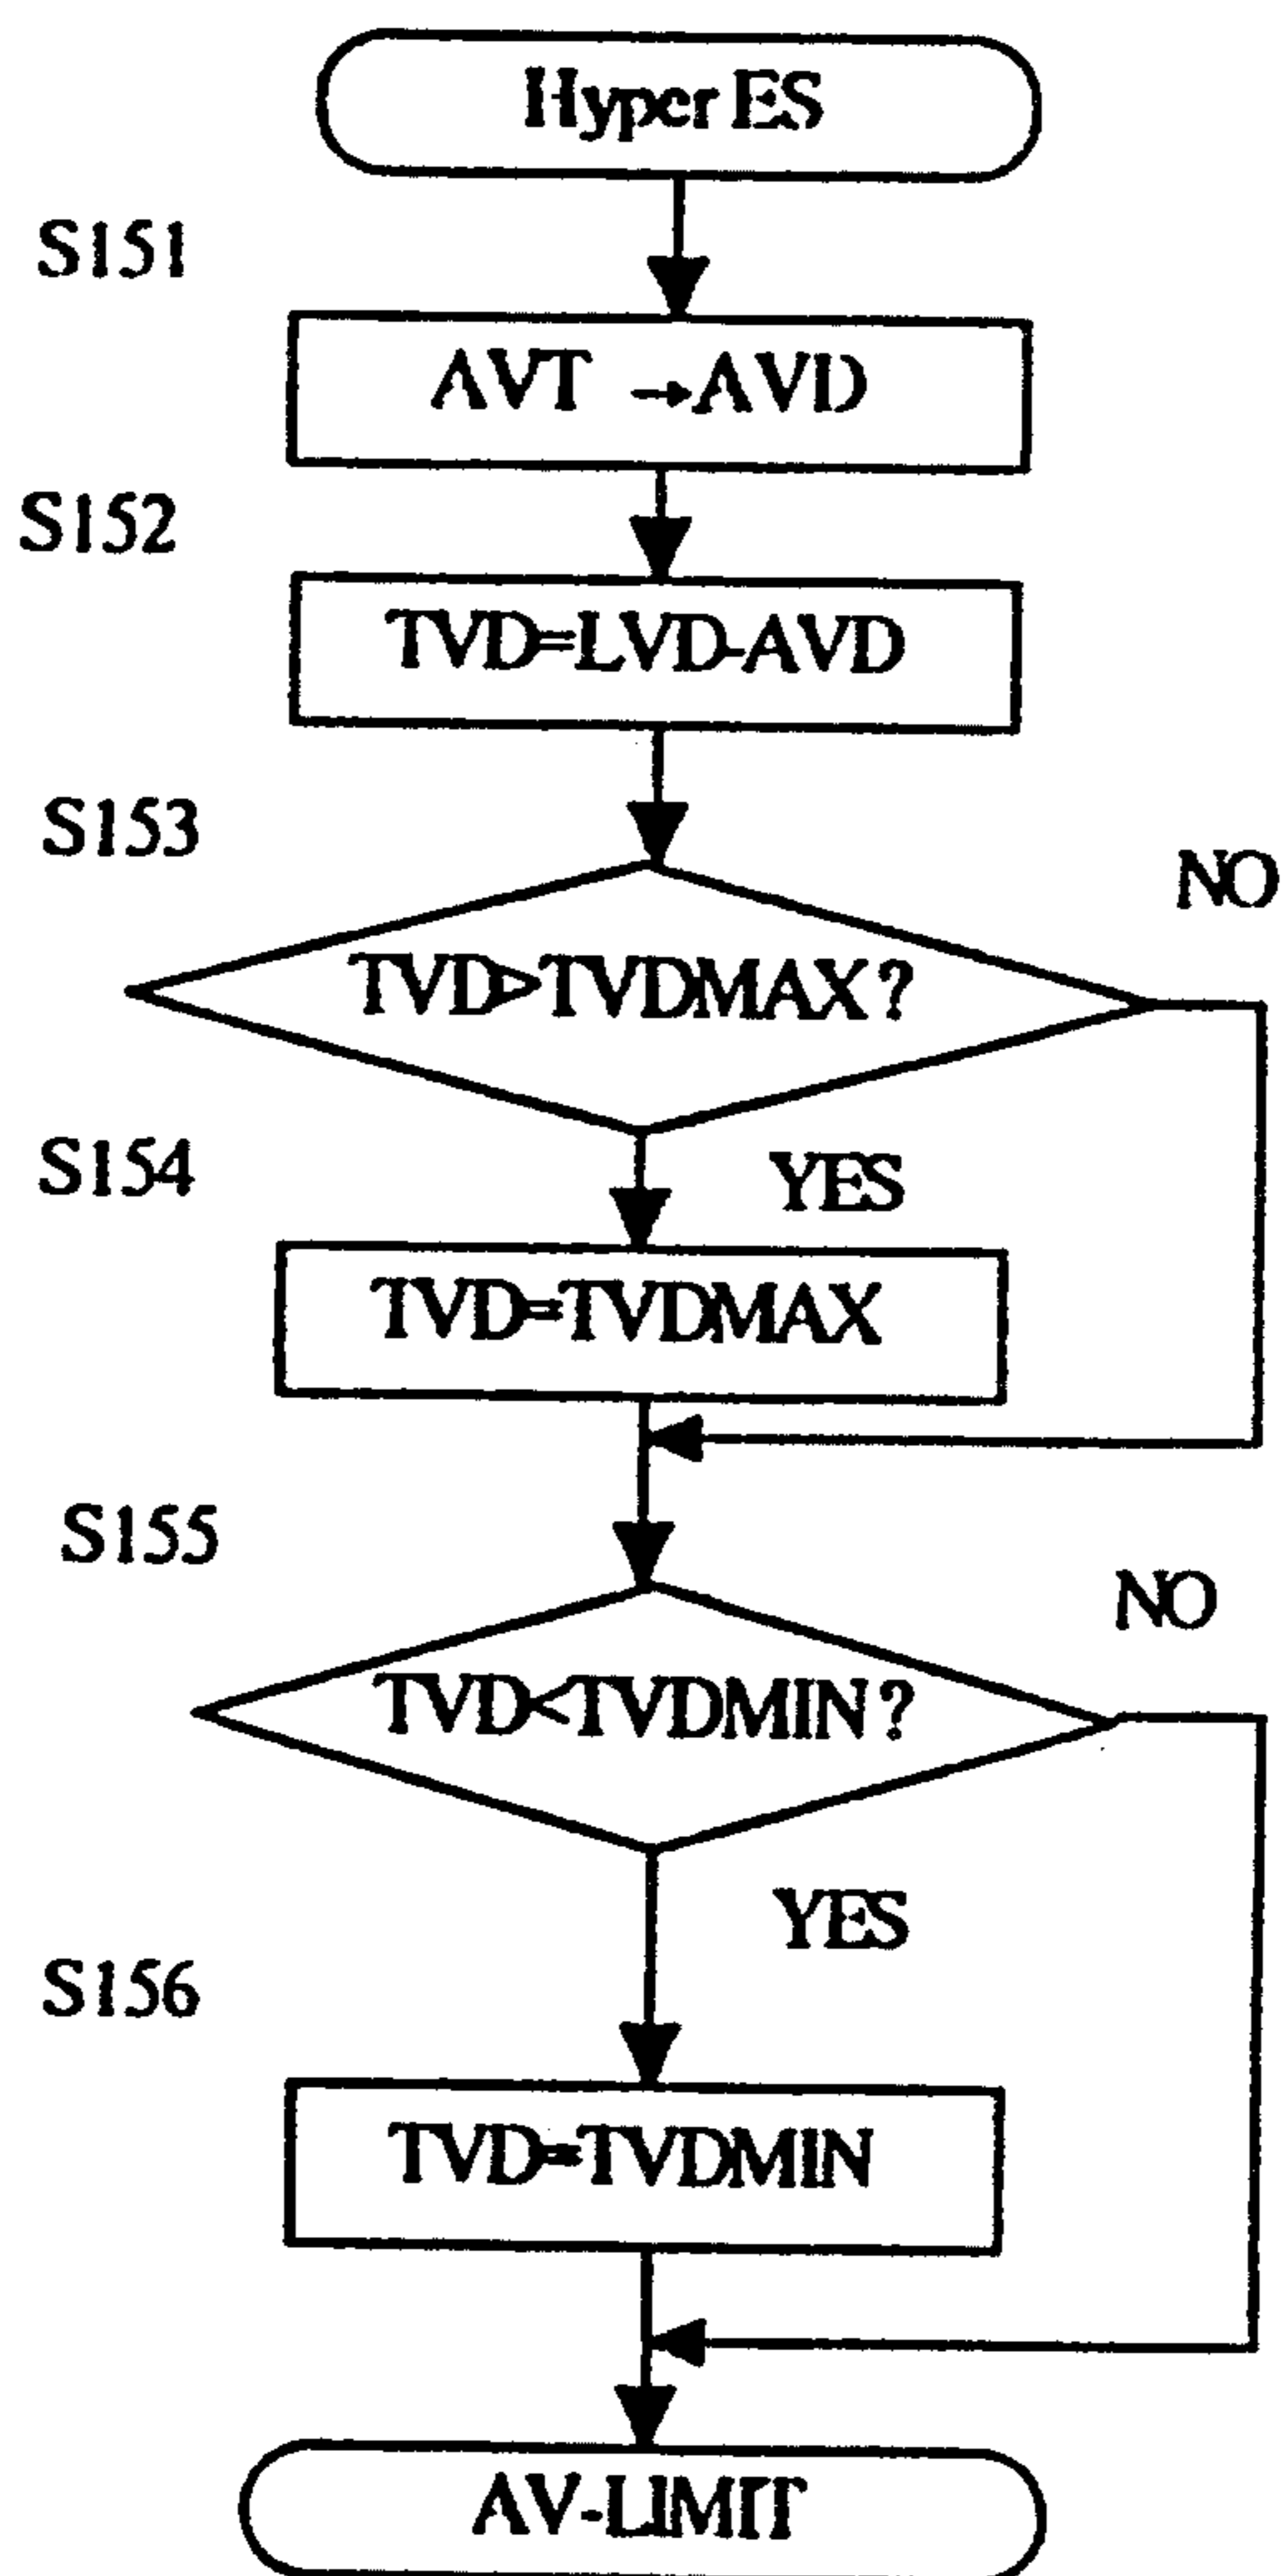 Hyper ES
S151
AVT →AVD
S152
TVD=LVD-AVD
S153
NO
TVD>TVDMAX?
S154
YES
TVD=TVDMAX
S155
NO
TVD<TVDMIN?
YES
S156
TVD=TVDMIN
AV-LIMIT